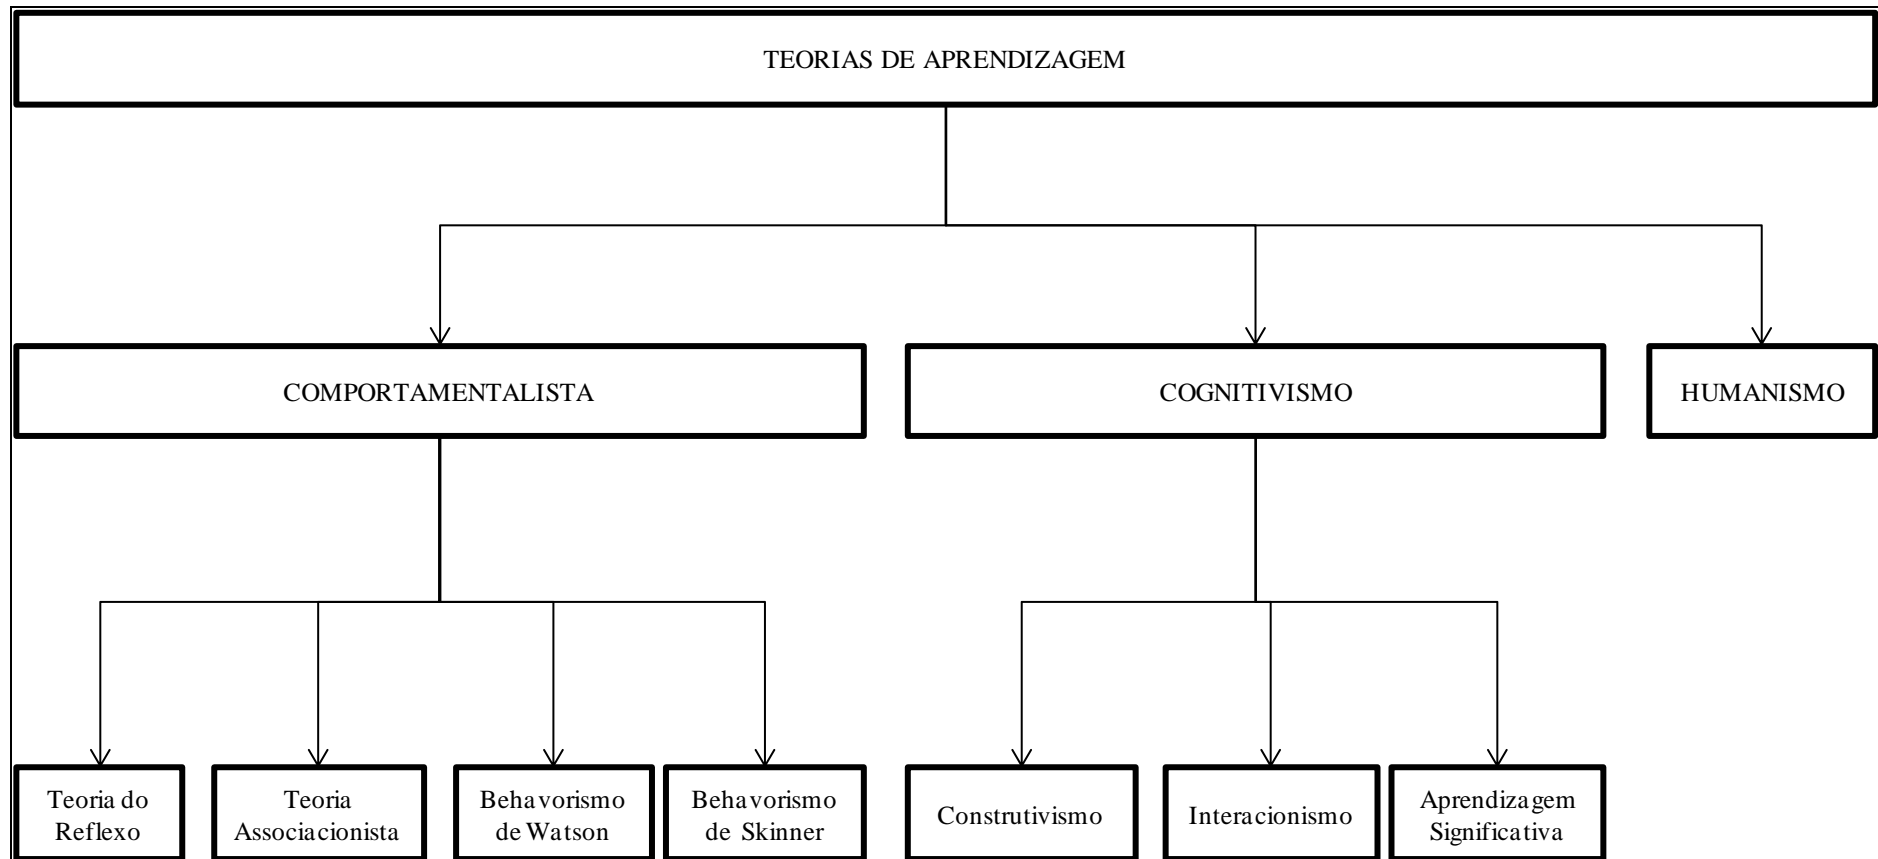 TEORIAS DE APRENDIZAGEM
COMPORTAMENTALISTA
COGNITIVISMO
HUMANISMO
Teoria do
Reflexo
Teoria
Associacionista
Behavorismo
de Watson
Behavorismo
de Skinner
Construtivismo
Interacionismo
Aprendizagem
Significativa